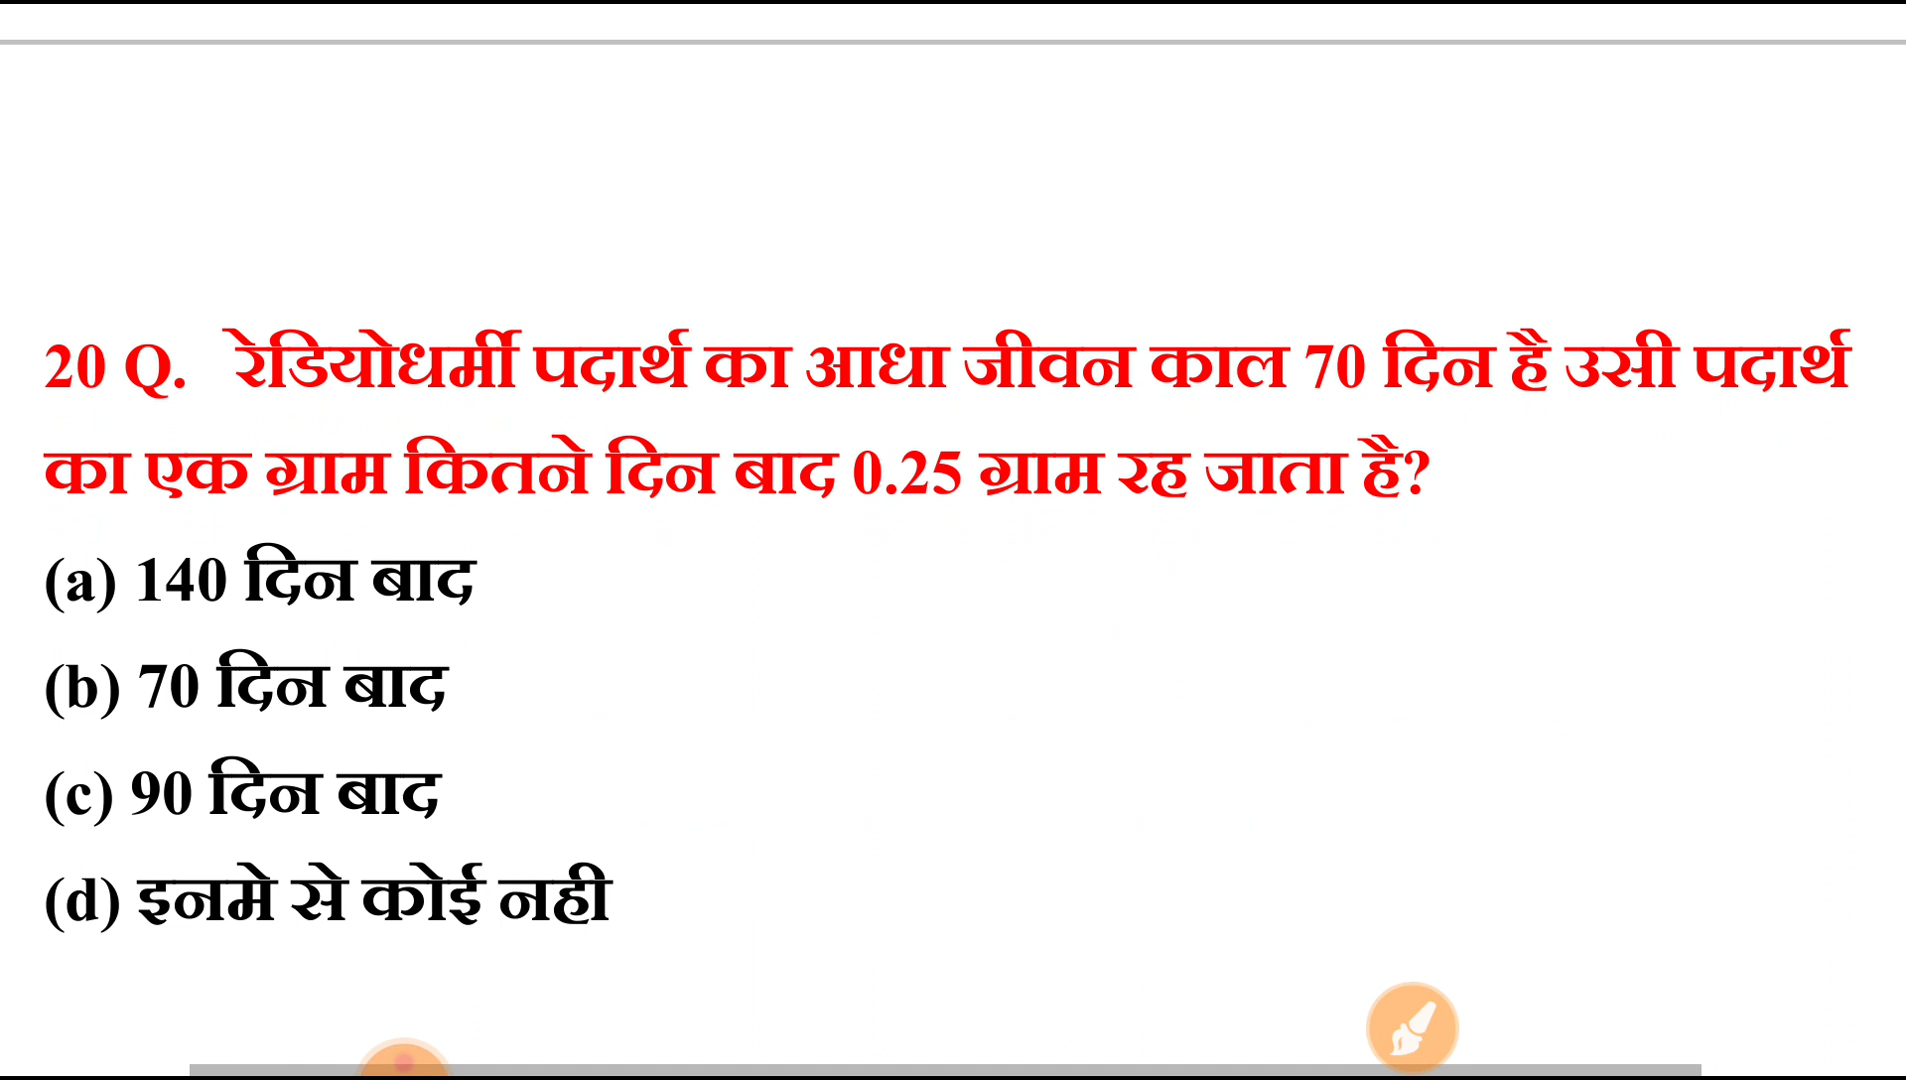 20 Q. रेडियोधर्मी पदार्थ का आधा जीवन काल 70 दिन है उसी पदार्थ
का एक ग्राम कितने दिन बाद 0.25 ग्राम रह जाता है?
(a) 140 दिन बाद
(b) 70 दिन बाद
(c) 90 दिन बाद
(d) इनमे से कोई नही